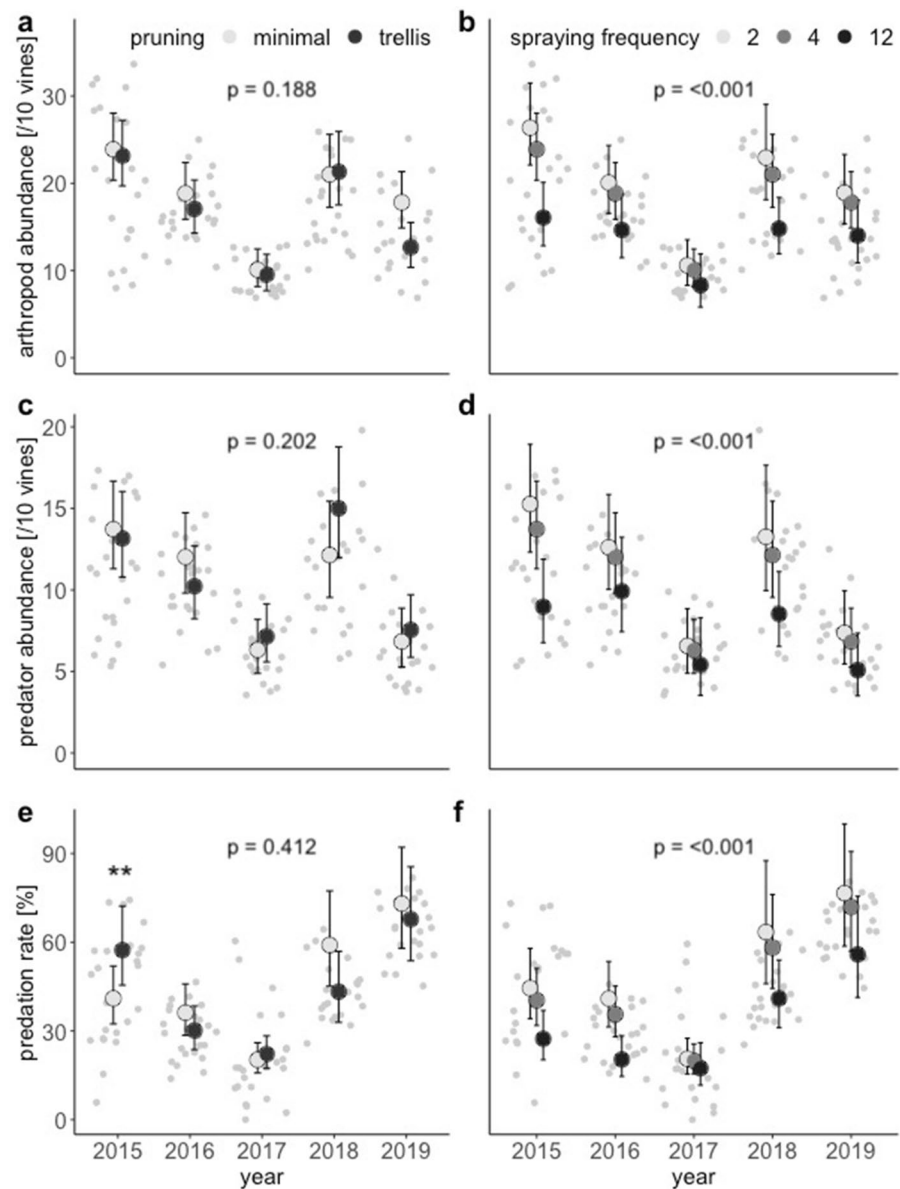 a
pruning minimal trellis
arthropod abundance [/10 vines]
30
20
10
0
p = 0.188
b
spraying frequency 2 4 12
p = <0.001
c
predator abundance [/10 vines]
20
15
10
5
0
p = 0.202
d
p = <0.001
e
predation rate [%]
90
60
30
0
p = 0.412
**
2015 2016 2017 2018 2019
year
f
p = <0.001
2015 2016 2017 2018 2019
year